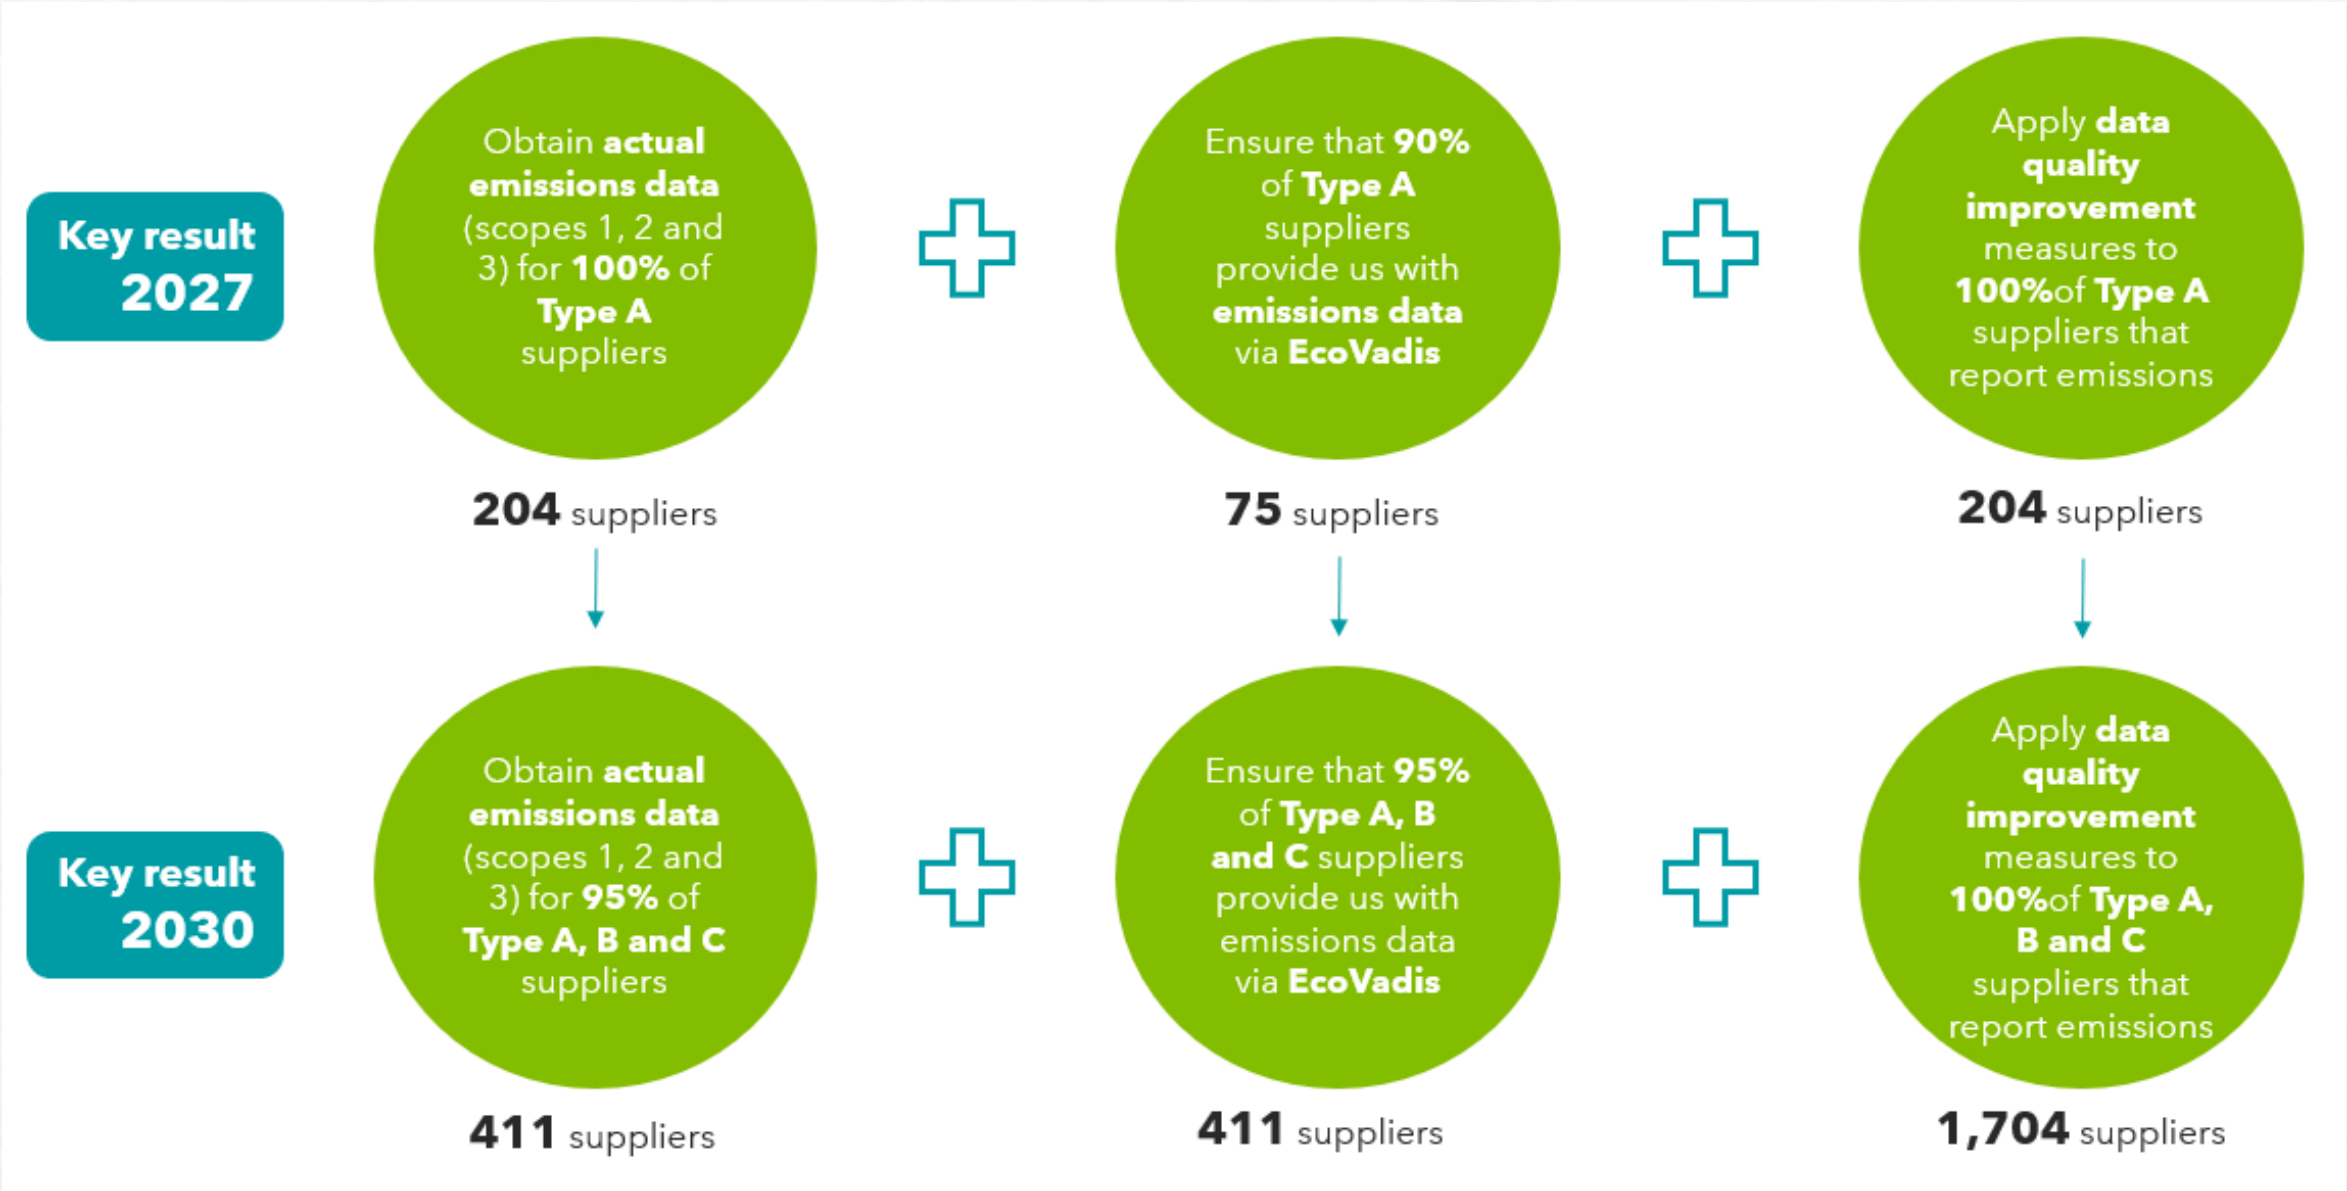 Key result
2027
Obtain actual
emissions data
(scopes 1, 2 and
3) for 100% of
Type A
suppliers
204 suppliers
Ensure that 90%
of Type A
suppliers
provide us with
emissions data
via EcoVadis
75 suppliers
Apply data
quality
improvement
measures to
100%of Type A
suppliers that
report emissions
204 suppliers
Key result
2030
Obtain actual
emissions data
(scopes 1, 2 and
3) for 95% of
Type A, B and C
suppliers
411 suppliers
Ensure that 95%
of Type A, B
and C suppliers
provide us with
emissions data
via EcoVadis
411 suppliers
Apply data
quality
improvement
measures to
100%of Type A,
B and C
suppliers that
report emissions
1,704 suppliers